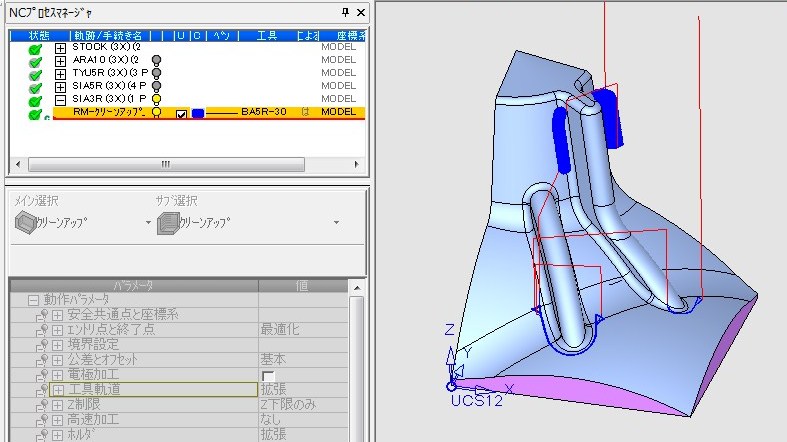 NCﾌﾟﾛｾｽﾏﾈｰｼﾞｬ
状態 軌跡/手続き名 U C ﾍﾟﾝ 工具 による 座標系
STOCK (3X)(2 MODEL
ARA10 (3X)(2 MODEL
TYU5R (3X)(3 P MODEL
SIA5R (3X)(4 P MODEL
SIA3R (3X)(1 P MODEL
RM-ｸﾘｰﾝｱｯﾌﾟ BA5R-30 は MODEL
メイン選択 サブ選択
ｸﾘｰﾝｱｯﾌﾟ ｸﾘｰﾝｱｯﾌﾟ
ﾊﾟﾗﾒｰﾀ 値
動作ﾊﾟﾗﾒｰﾀ
安全共通点と座標系
ｴﾝﾄﾘ点と終了点 最適化
境界設定
公差とｵﾌｾｯﾄ 基本
電極加工
工具軌道 拡張
Z制限 Z下限のみ
高速加工 なし
ﾎﾙﾀﾞ 拡張
Z
Y
X
UCS12